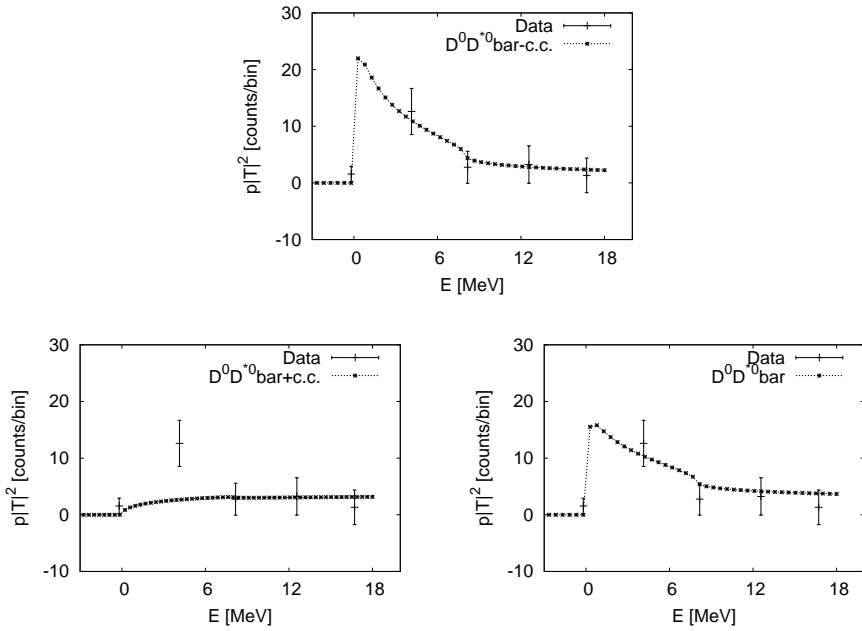 30
20
10
0
-10
p|T|² [counts/bin]
Data
D⁰D*⁰bar-c.c.
0 6 12 18
E [MeV]
30
20
10
0
-10
p|T|² [counts/bin]
Data
D⁰D*⁰bar+c.c.
0 6 12 18
E [MeV]
30
20
10
0
-10
p|T|² [counts/bin]
Data
D⁰D*⁰bar
0 6 12 18
E [MeV]